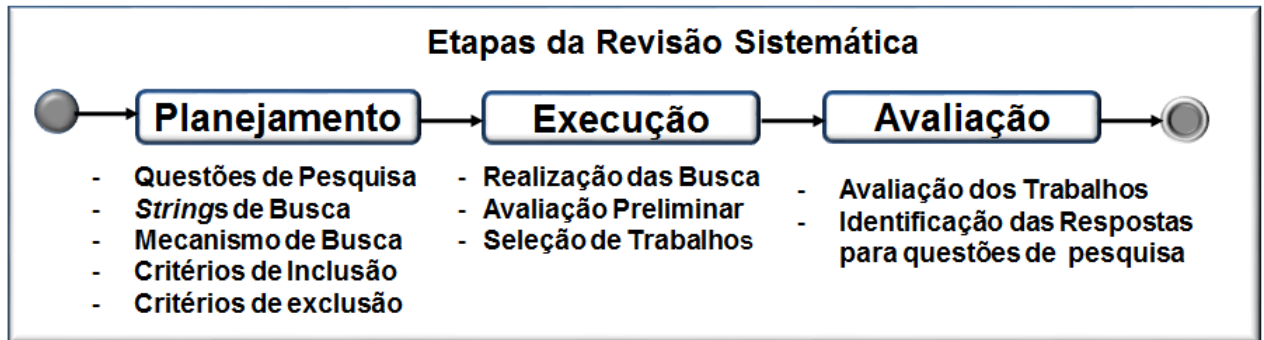 Etapas da Revisão Sistemática
Planejamento
- Questões de Pesquisa
- Strings de Busca
- Mecanismo de Busca
- Critérios de Inclusão
- Critérios de exclusão
Execução
- Realização das Busca
- Avaliação Preliminar
- Seleção de Trabalhos
Avaliação
- Avaliação dos Trabalhos
- Identificação das Respostas
para questões de pesquisa